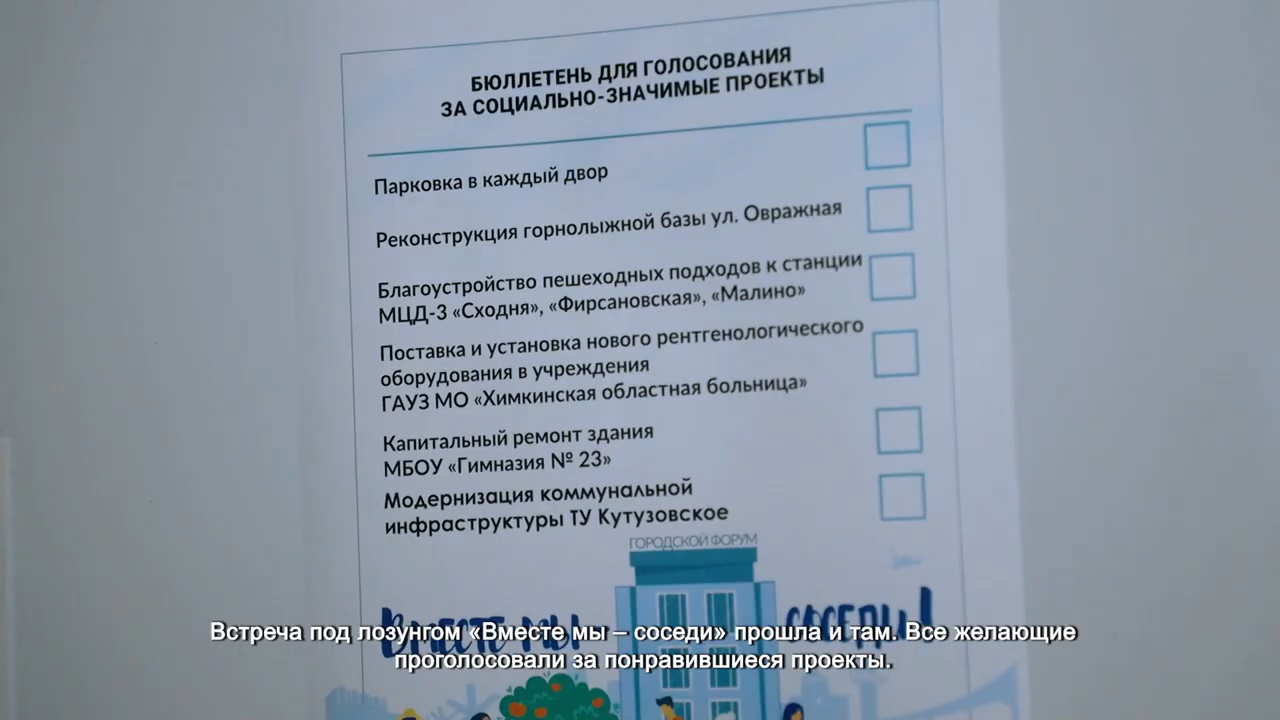 БЮЛЛЕТЕНЬ ДЛЯ ГОЛОСОВАНИЯ
ЗА СОЦИАЛЬНО-ЗНАЧИМЫЕ ПРОЕКТЫ
Парковка в каждый двор
Реконструкция горнолыжной базы ул. Овражная
Благоустройство пешеходных подходов к станции
МЦД-3 «Сходня», «Фирсановская», «Малино»
Поставка и установка нового рентгенологического
оборудования в учреждения
ГАУЗ МО «Химкинская областная больница»
Капитальный ремонт здания
МБОУ «Гимназия № 23»
Модернизация коммунальной
инфраструктуры ТУ Кутузовское
ГОРОДСКОЙ ФОРУМ
Вместе мы - соседи!
Встреча под лозунгом «Вместе мы – соседи» прошла и там. Все желающие
проголосовали за понравившиеся проекты.